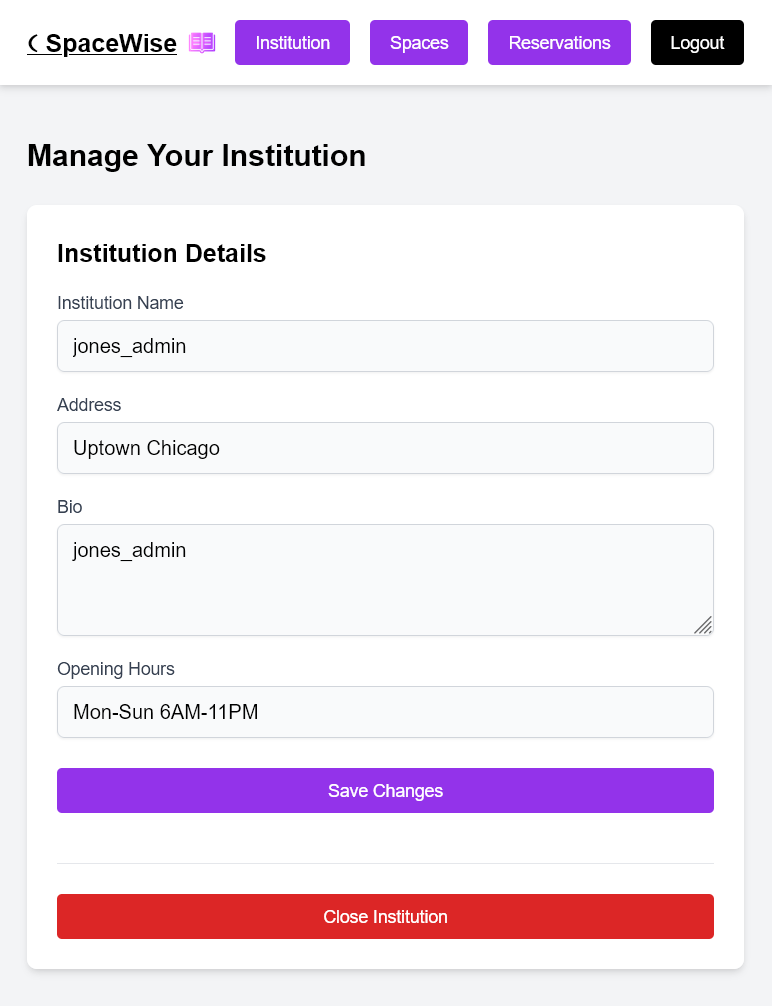 SpaceWise
Institution
Spaces
Reservations
Logout
Manage Your Institution
Institution Details
Institution Name
jones_admin
Address
Uptown Chicago
Bio
jones_admin
Opening Hours
Mon-Sun 6AM-11PM
Save Changes
Close Institution